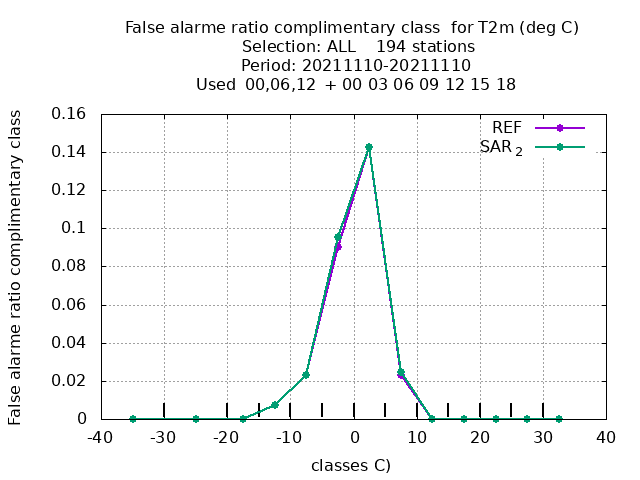 False alarme ratio complimentary class  for T2m (deg C)
Selection: ALL    194 stations
Period: 20211110-20211110
Used  00,06,12  + 00 03 06 09 12 15 18
False alarme ratio complimentary class
0.16
0.14
0.12
0.1
0.08
0.06
0.04
0.02
0
REF
SAR 2
-40 -30 -20 -10 0 10 20 30 40
classes C)